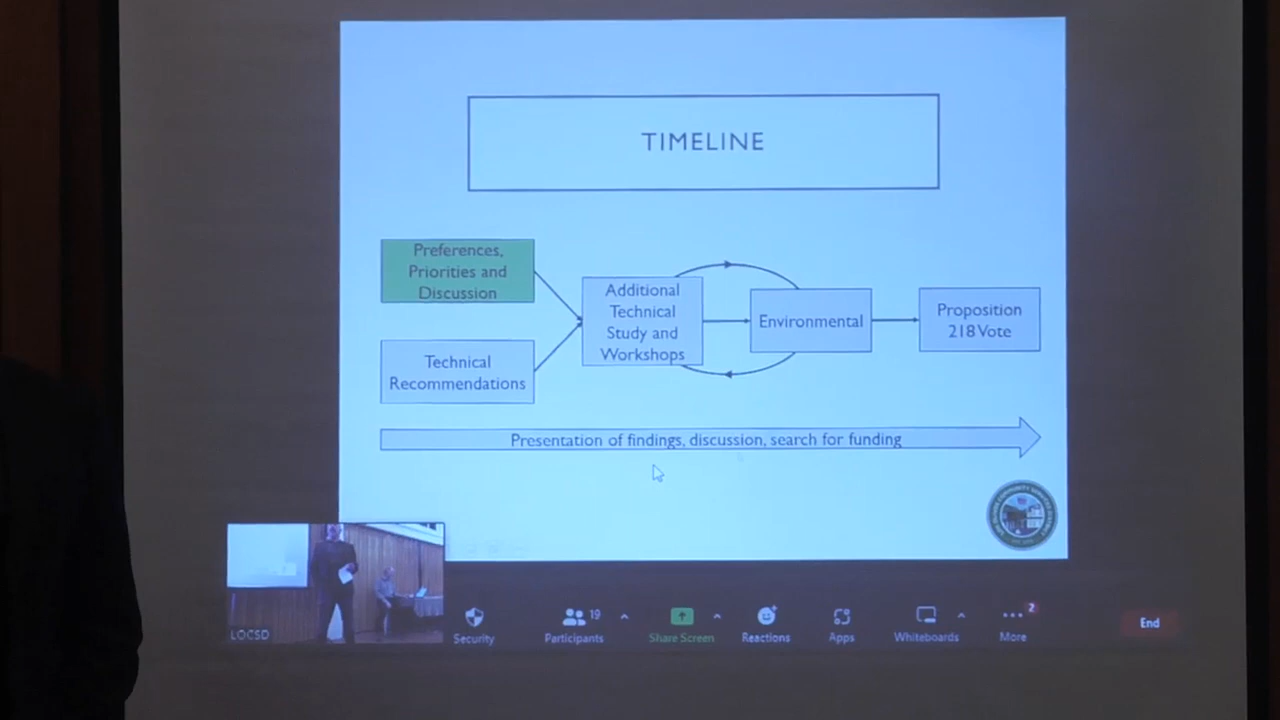 TIMELINE
Preferences,
Priorities and
Discussion
Technical
Recommendations
Additional
Technical
Study and
Workshops
Environmental
Proposition
218 Vote
Presentation of findings, discussion, search for funding
LOCSD
Security
Participants
19
Share Screen
Reactions
Apps
Whiteboards
More
2
End